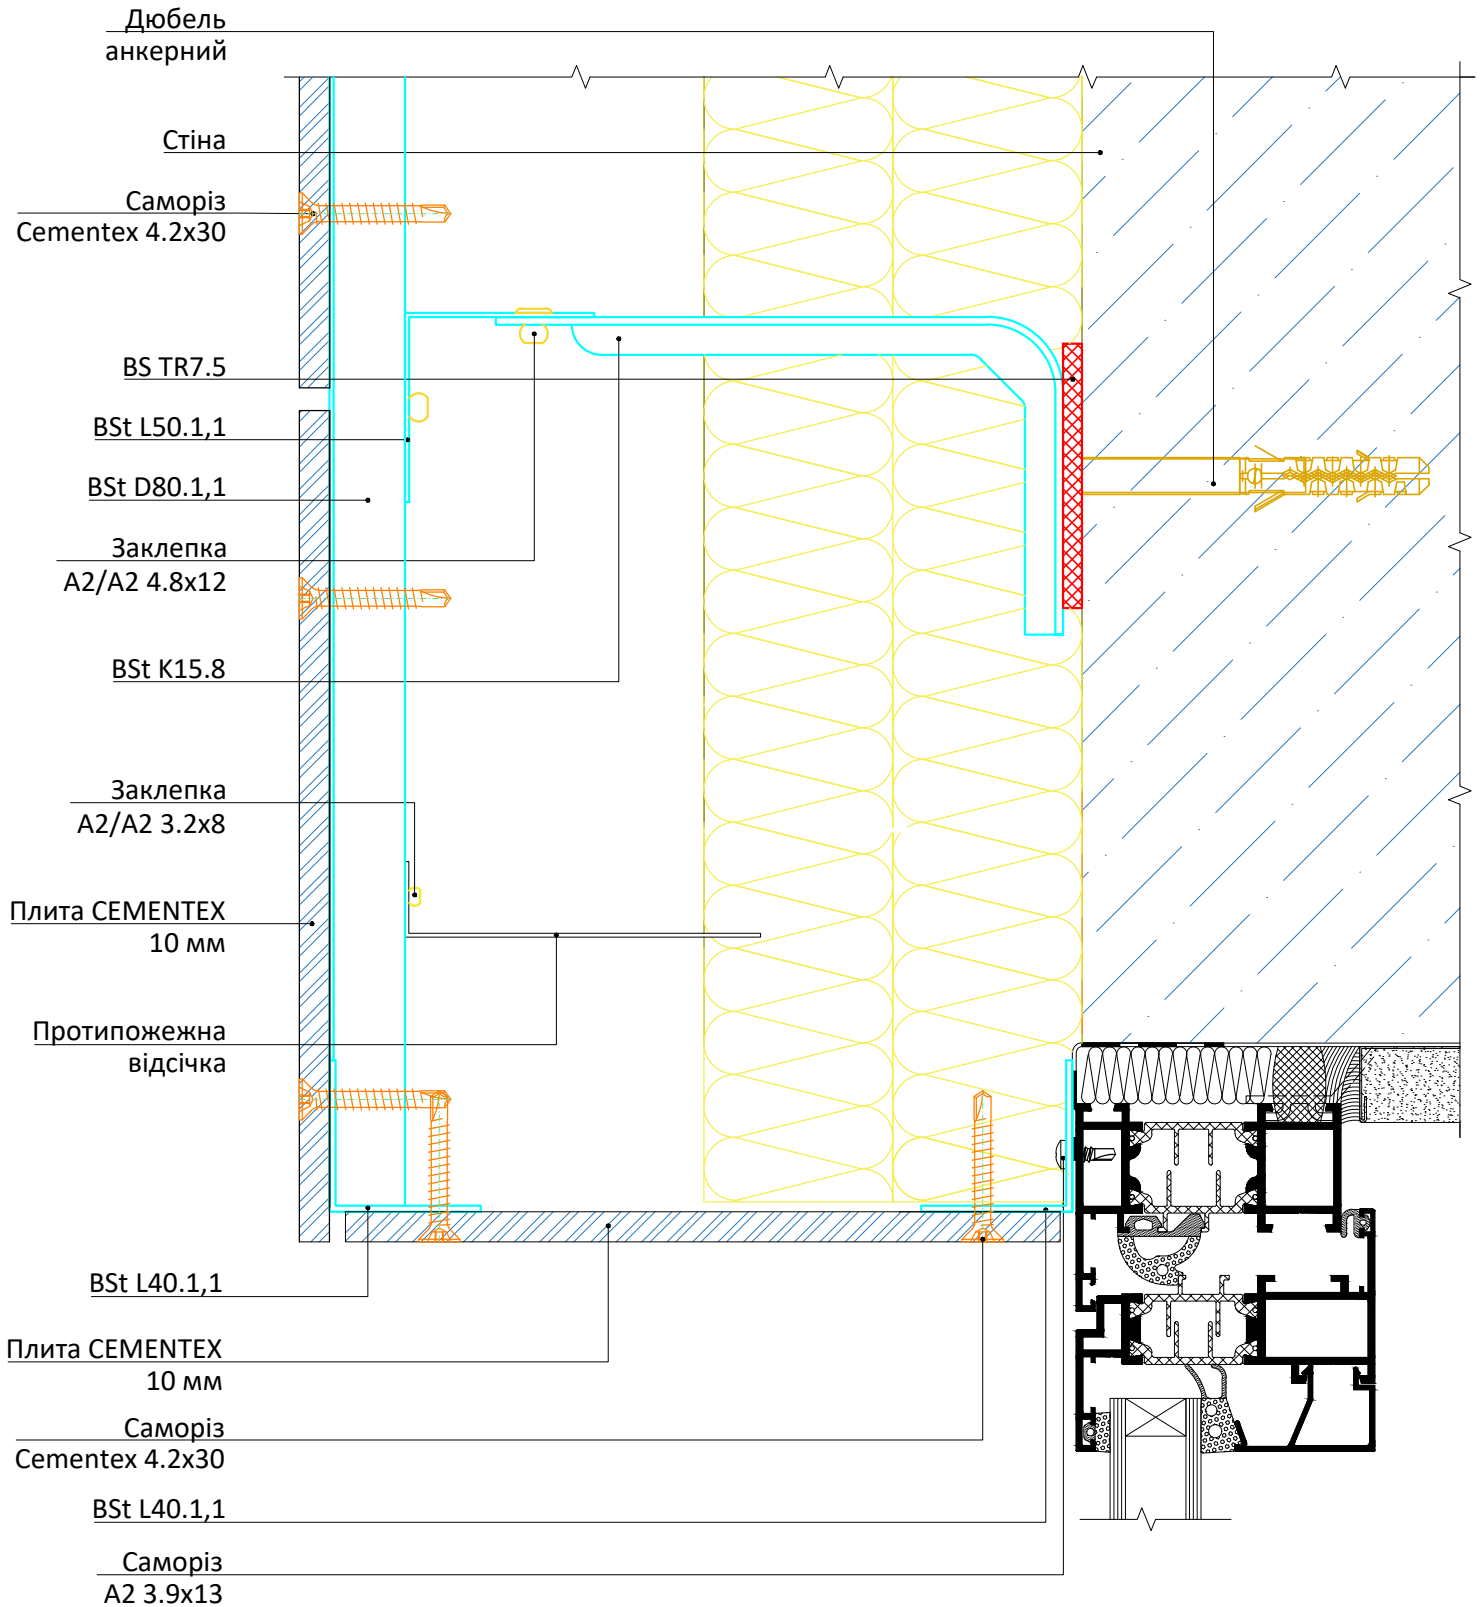 Дюбель
анкерний
Стіна
Саморіз
Cementex 4.2x30
BS TR7.5
BSt L50.1,1
BSt D80.1,1
Заклепка
A2/A2 4.8x12
BSt K15.8
Заклепка
A2/A2 3.2x8
Плита CEMENTEX
10 мм
Протипожежна
відсічка
BSt L40.1,1
Плита CEMENTEX
10 мм
Саморіз
Cementex 4.2x30
BSt L40.1,1
Саморіз
A2 3.9x13